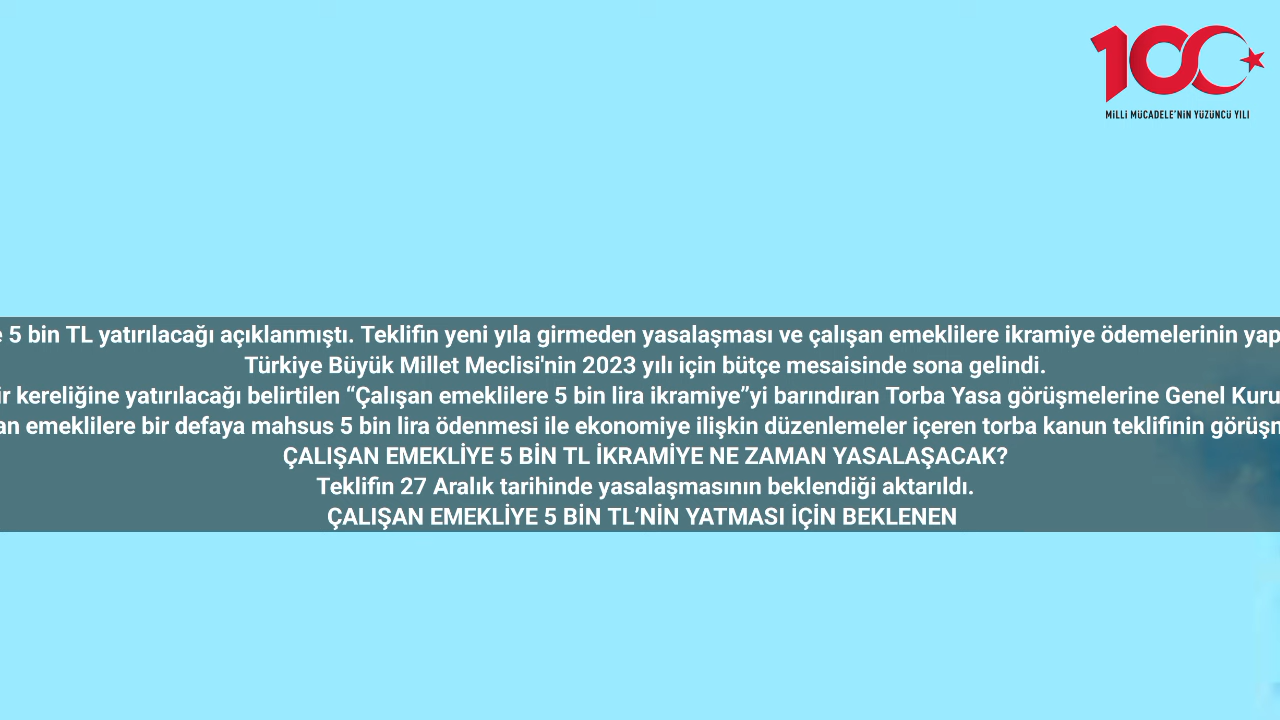 100
MİLLİ MÜCADELE'NİN YÜZÜNCÜ YILI
5 bin TL yatırılacağı açıklanmıştı. Teklifin yeni yıla girmeden yasalaşması ve çalışan emeklilere ikramiye ödemelerinin yap
Türkiye Büyük Millet Meclisi'nin 2023 yılı için bütçe mesaisinde sona gelindi.
kereliğine yatırılacağı belirtilen “Çalışan emeklilere 5 bin lira ikramiye”yi barındıran Torba Yasa görüşmelerine Genel Kuru
an emeklilere bir defaya mahsus 5 bin lira ödenmesi ile ekonomiye ilişkin düzenlemeler içeren torba kanun teklifinin
ÇALIŞAN EMEKLİYE 5 BİN TL İKRAMİYE NE ZAMAN YASALAŞACAK?
Teklifin 27 Aralık tarihinde yasalaşmasının beklendiği aktarıldı.
ÇALIŞAN EMEKLİYE 5 BİN TL’NİN YATMASI İÇİN BEKLENEN